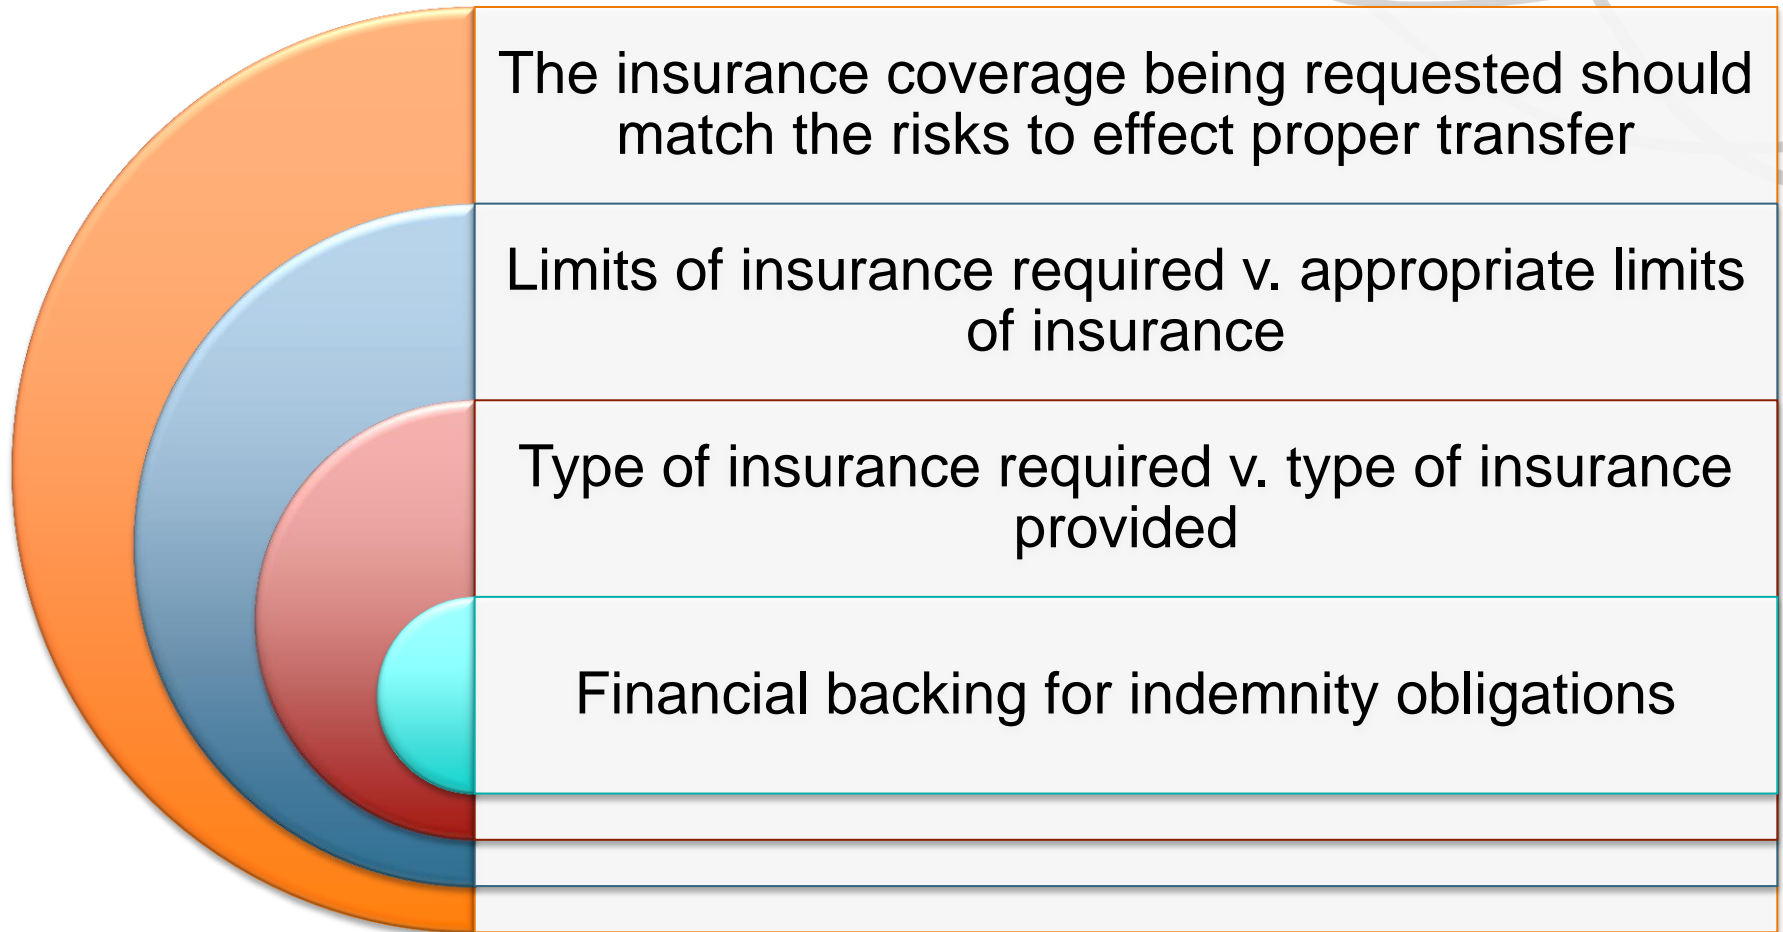 The insurance coverage being requested should
match the risks to effect proper transfer
Limits of insurance required v. appropriate limits
of insurance
Type of insurance required v. type of insurance
provided
Financial backing for indemnity obligations